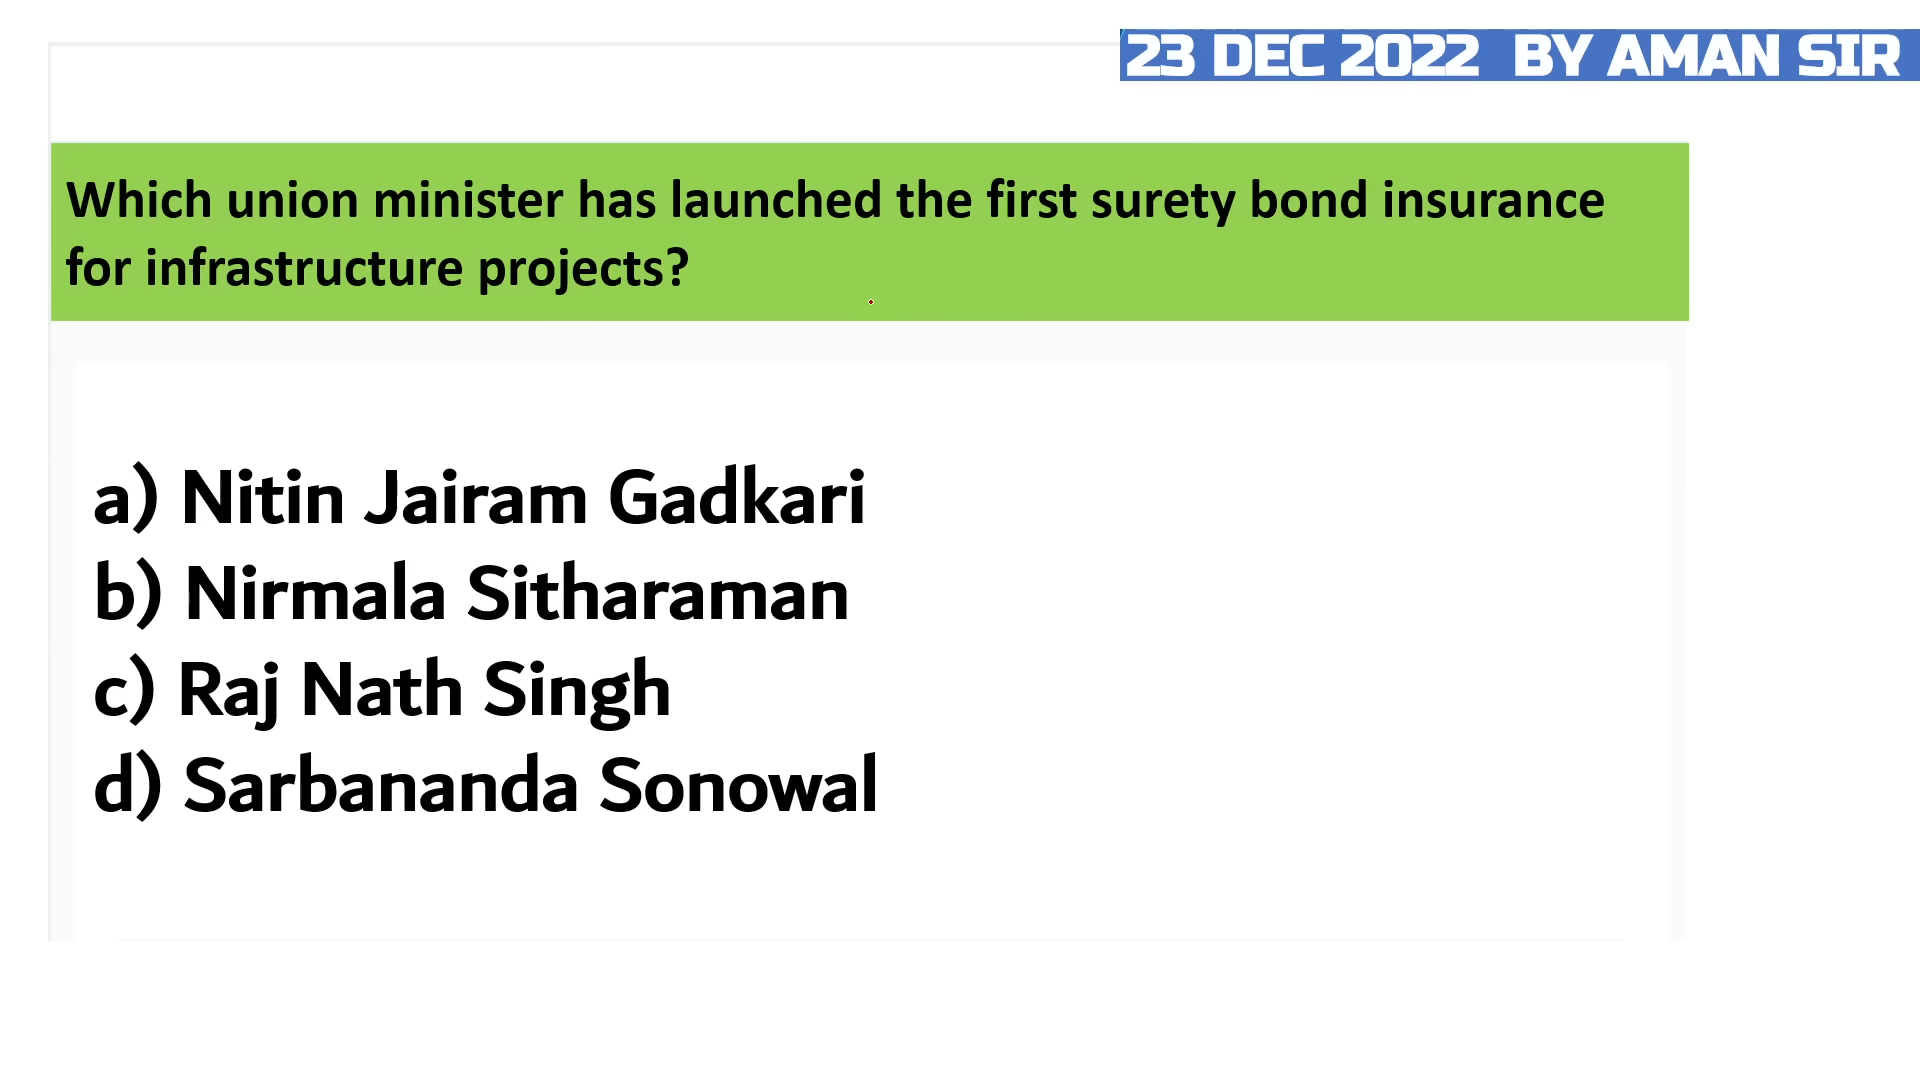 23 DEC 2022 BY AMAN SIR
Which union minister has launched the first surety bond insurance
for infrastructure projects?
a) Nitin Jairam Gadkari
b) Nirmala Sitharaman
c) Raj Nath Singh
d) Sarbananda Sonowal